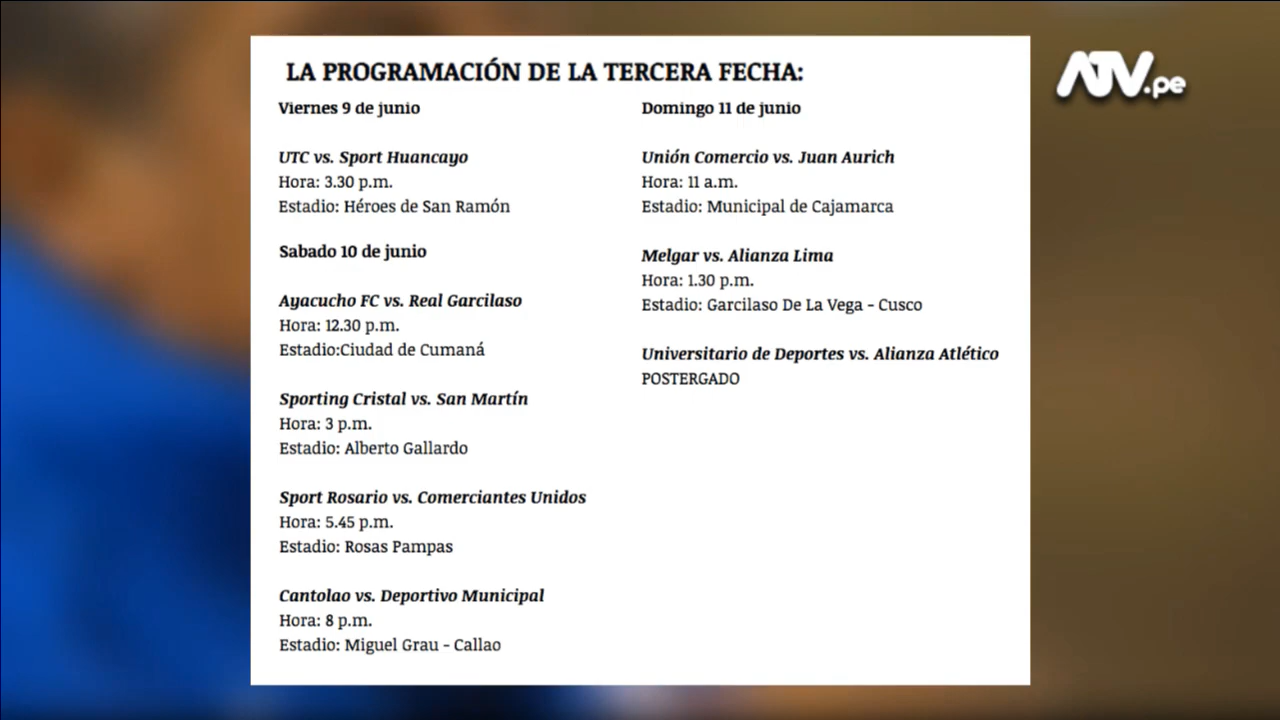 LA PROGRAMACIÓN DE LA TERCERA FECHA:
Viernes 9 de junio
UTC vs. Sport Huancayo
Hora: 3.30 p.m.
Estadio: Héroes de San Ramón
Sabado 10 de junio
Ayacucho FC vs. Real Garcilaso
Hora: 12.30 p.m.
Estadio:Ciudad de Cumaná
Sporting Cristal vs. San Martín
Hora: 3 p.m.
Estadio: Alberto Gallardo
Sport Rosario vs. Comerciantes Unidos
Hora: 5.45 p.m.
Estadio: Rosas Pampas
Cantolao vs. Deportivo Municipal
Hora: 8 p.m.
Estadio: Miguel Grau - Callao
Domingo 11 de junio
Unión Comercio vs. Juan Aurich
Hora: 11 a.m.
Estadio: Municipal de Cajamarca
Melgar vs. Alianza Lima
Hora: 1.30 p.m.
Estadio: Garcilaso De La Vega - Cusco
Universitario de Deportes vs. Alianza Atlético
POSTERGADO
ATV.pe